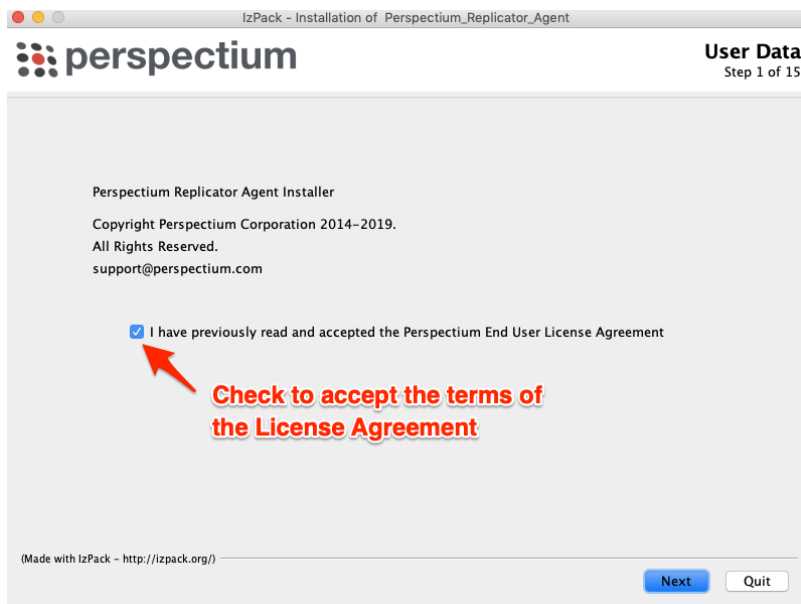 IzPack - Installation of Perspectium_Replicator_Agent
perspectium
User Data
Step 1 of 15
Perspectium Replicator Agent Installer
Copyright Perspectium Corporation 2014-2019.
All Rights Reserved.
support@perspectium.com
I have previously read and accepted the Perspectium End User License Agreement
Check to accept the terms of
the License Agreement
(Made with IzPack - http://izpack.org/)
Next
Quit